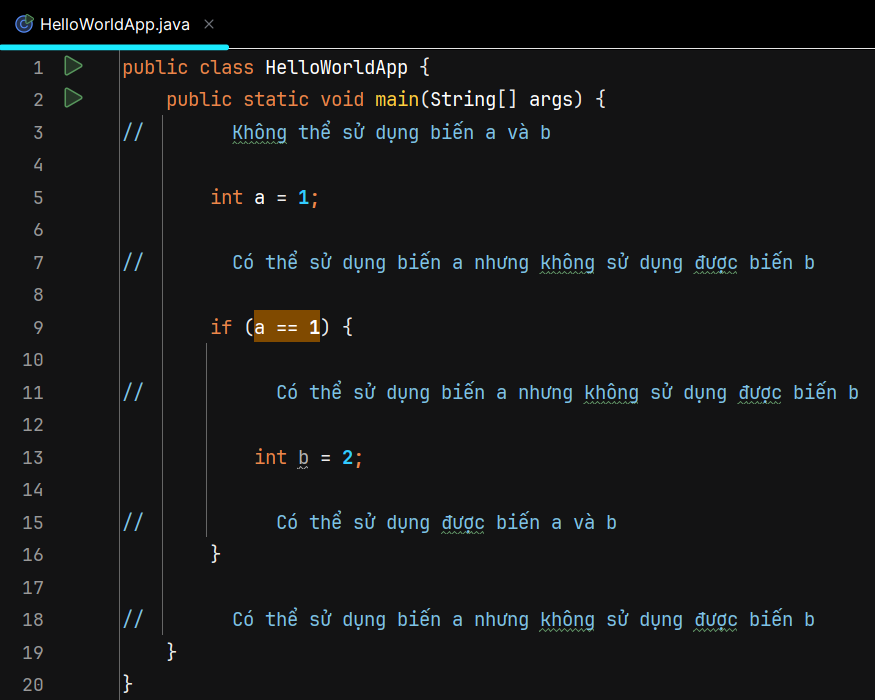 HelloWorldApp.java ×
1 public class HelloWorldApp {
2 public static void main(String[] args) {
3 // Không thể sử dụng biến a và b
4
5 int a = 1;
6
7 // Có thể sử dụng biến a nhưng không sử dụng được biến b
8
9 if (a == 1) {
10
11 // Có thể sử dụng biến a nhưng không sử dụng được biến b
12
13 int b = 2;
14
15 // Có thể sử dụng được biến a và b
16 }
17
18 // Có thể sử dụng biến a nhưng không sử dụng được biến b
19 }
20 }